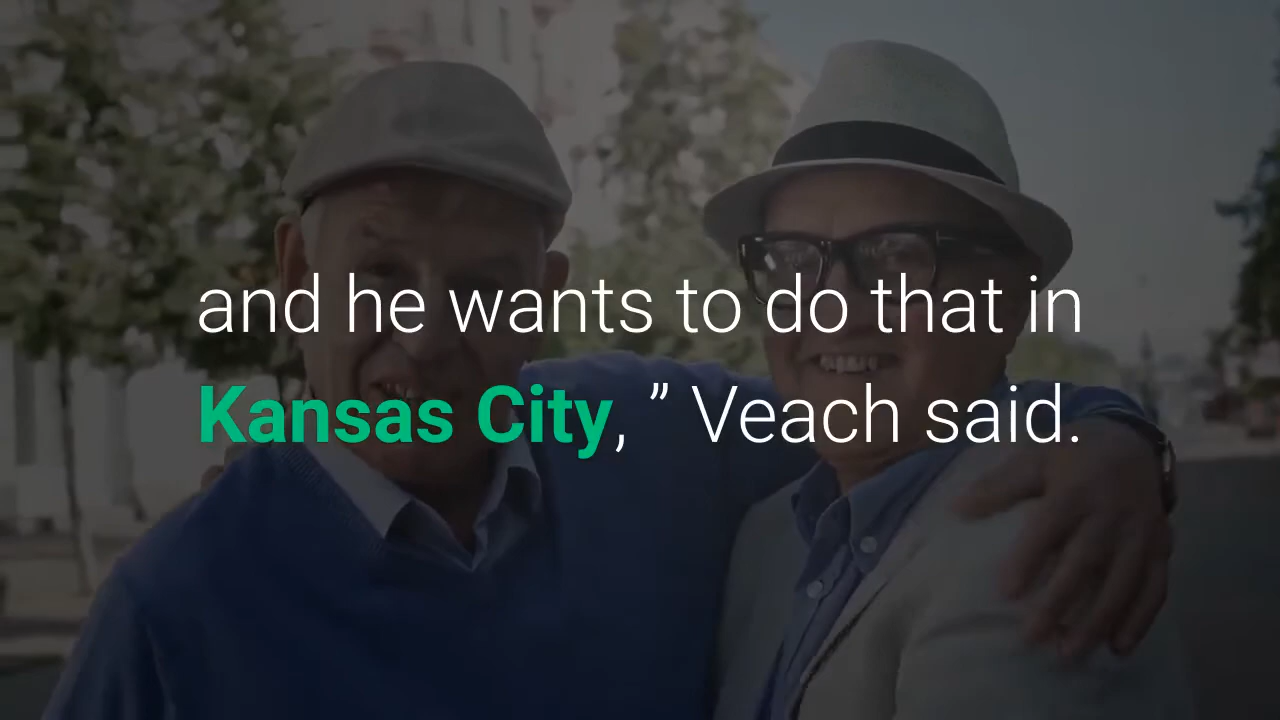 and he wants to do that in
Kansas City, ” Veach said.